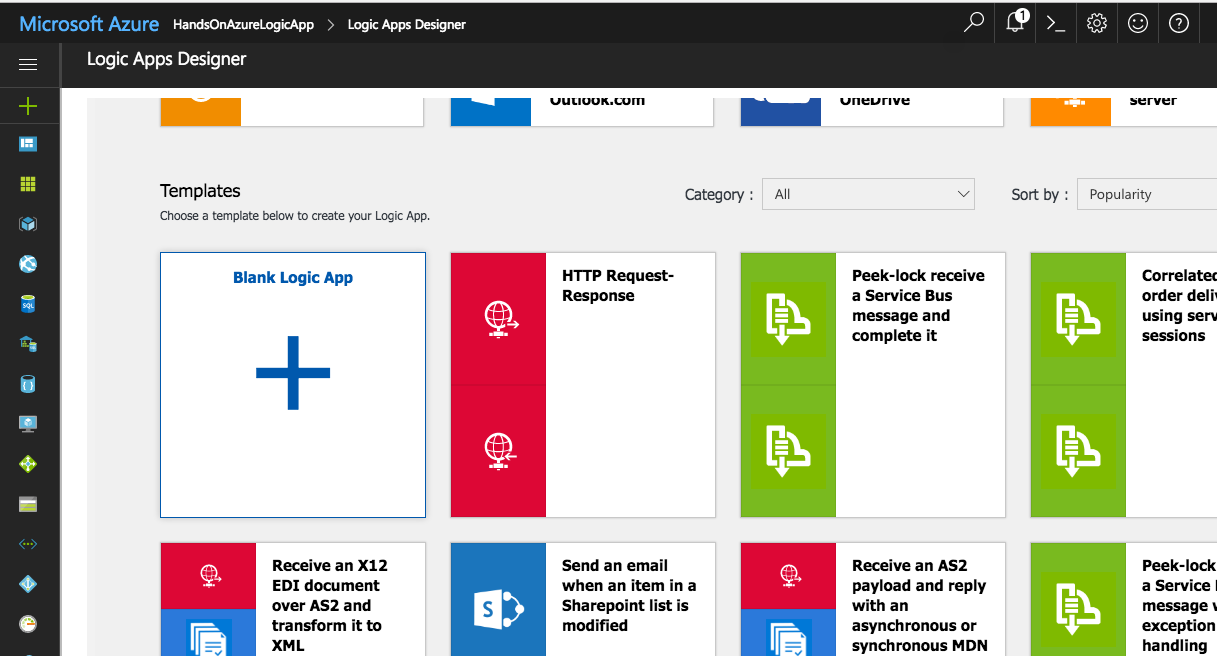 Microsoft Azure HandsOnAzureLogicApp > Logic Apps Designer 1
Logic Apps Designer
Outlook.com OneDrive server
Templates
Choose a template below to create your Logic App.
Category : All Sort by : Popularity
Blank Logic App
HTTP Request-
Response
Peek-lock receive
a Service Bus
message and
complete it
Correlated
order deli
using serv
sessions
SQL
Receive an X12
EDI document
over AS2 and
transform it to
XML
S
Send an email
when an item in a
Sharepoint list is
modified
Receive an AS2
payload and reply
with an
asynchronous or
synchronous MDN
Peek-lock
a Service
message w
exception
handling